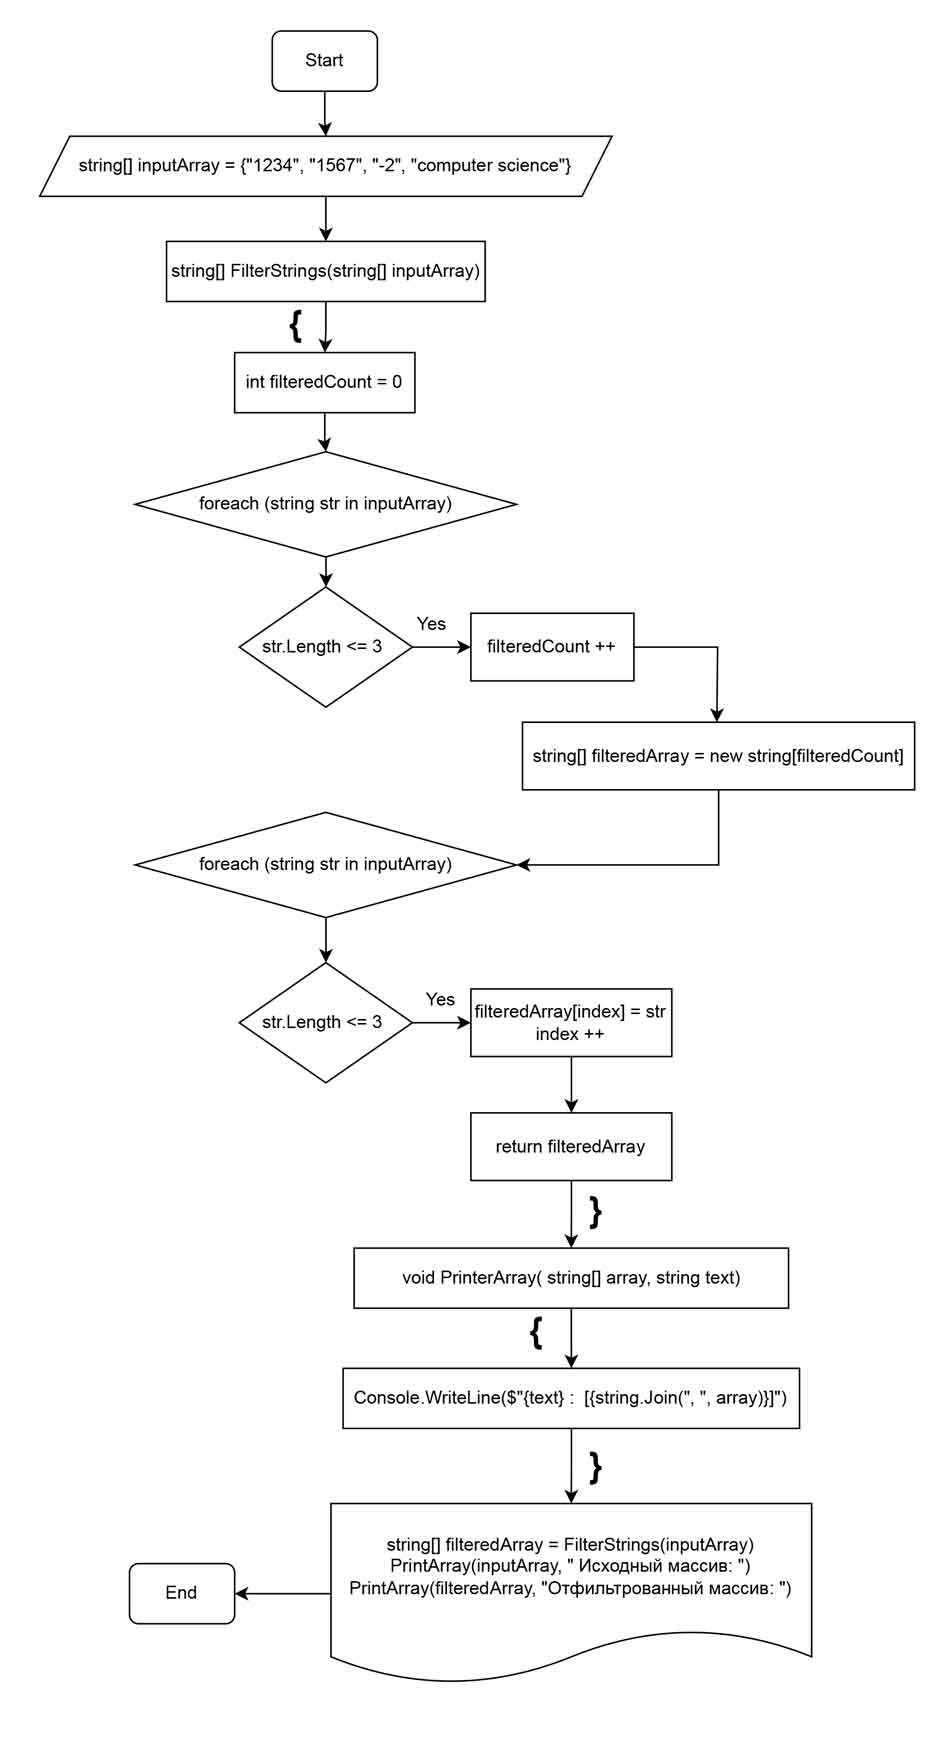 Start
string[] inputArray = {"1234", "1567", "-2", "computer science"}
string[] FilterStrings(string[] inputArray)
{
int filteredCount = 0
foreach (string str in inputArray)
str.Length <= 3
Yes
filteredCount ++
string[] filteredArray = new string[filteredCount]
foreach (string str in inputArray)
str.Length <= 3
Yes
filteredArray[index] = str
index ++
return filteredArray
}
void PrinterArray( string[] array, string text)
{
Console.WriteLine($"{text} :  [{string.Join(", ", array)}]")
}
string[] filteredArray = FilterStrings(inputArray)
PrintArray(inputArray, " Исходный массив: ")
PrintArray(filteredArray, "Отфильтрованный массив: ")
End